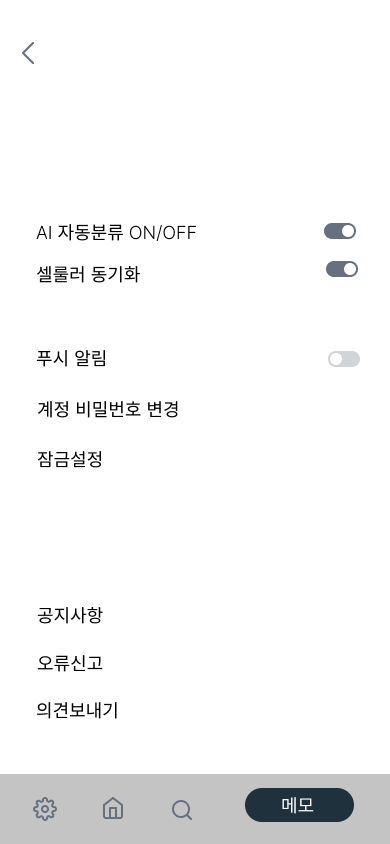 AI 자동분류 ON/OFF
셀룰러 동기화
푸시 알림
계정 비밀번호 변경
잠금설정
공지사항
오류신고
의견보내기
메모